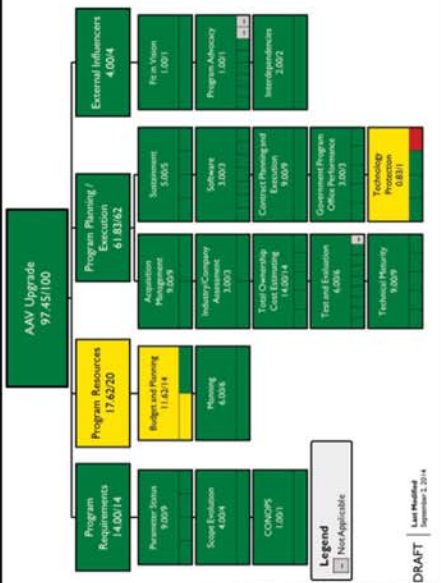 AAV Upgrade
97.45/100
Program
Requirements
14.00/14
Parameter Status
9.00/9
Scope Evolution
4.00/4
CONOPS
1.00/1
Program Resources
17.62/20
Budget and Planning
11.62/14
Manning
6.00/6
Program Planning /
Execution
61.83/62
Acquisition
Management
9.00/9
Industry/Company
Assessment
3.00/3
Total Ownership
Cost Estimating
14.00/14
Test and Evaluation
6.00/6
Technical Maturity
9.00/9
Sustainment
5.00/5
Software
3.00/3
Contract Planning and
Execution
9.00/9
Government Program
Office Performance
3.00/3
Technology
Protection
0.83/1
External Influencers
4.00/4
Fit in Vision
1.00/1
Program Advocacy
1.00/1
Interdependencies
2.00/2
Legend
- Not Applicable
DRAFT
Last Modified
September 2, 2014